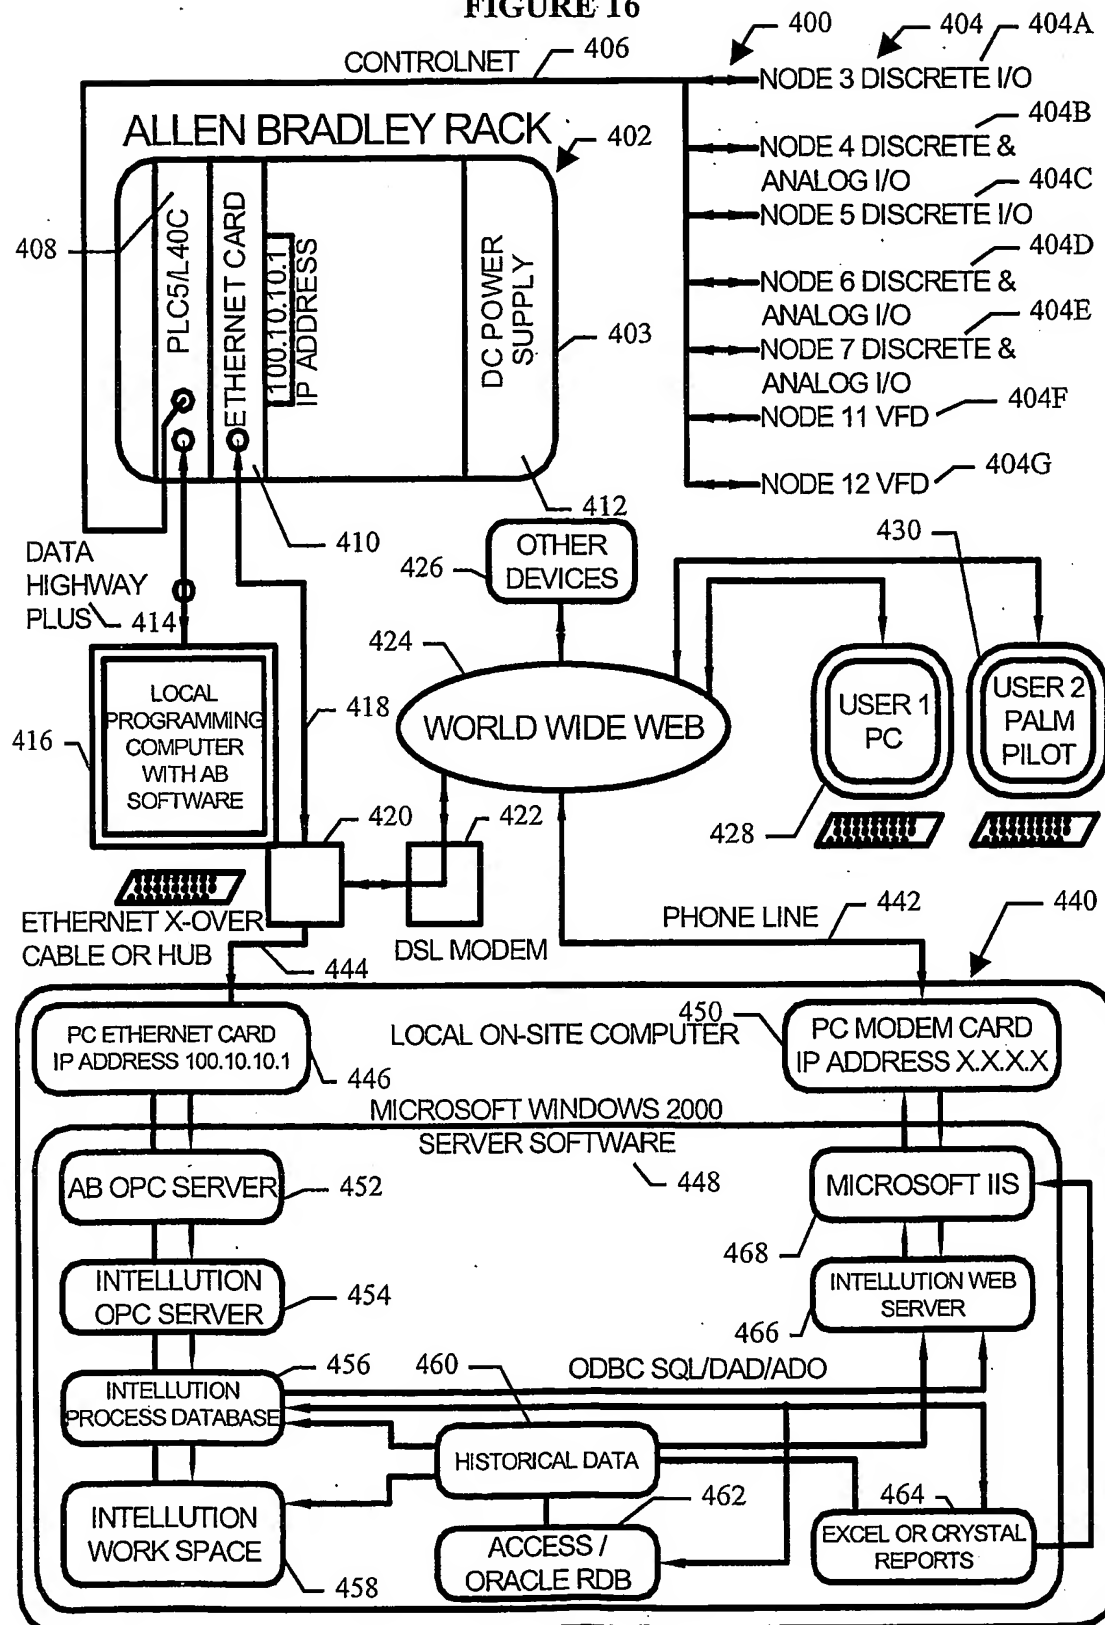 FIGURE 16
400
404
404A
CONTROLNET
406
NODE 3 DISCRETE I/O
ALLEN BRADLEY RACK
402
404B
NODE 4 DISCRETE &
ANALOG I/O
404C
NODE 5 DISCRETE I/O
404D
NODE 6 DISCRETE &
ANALOG I/O
404E
NODE 7 DISCRETE &
ANALOG I/O
404F
NODE 11 VFD
404G
NODE 12 VFD
408
PLC5/L40C
ETHERNET CARD
100.10.10.1
IP ADDRESS
DC POWER
SUPPLY
403
412
410
DATA
HIGHWAY
PLUS
414
OTHER
DEVICES
426
430
424
WORLD WIDE WEB
USER 1
PC
USER 2
PALM
PILOT
428
LOCAL
PROGRAMMING
COMPUTER
WITH AB
SOFTWARE
416
418
420
422
ETHERNET X-OVER
CABLE OR HUB
444
DSL MODEM
PHONE LINE
442
440
PC ETHERNET CARD
IP ADDRESS 100.10.10.1
446
LOCAL ON-SITE COMPUTER
450
PC MODEM CARD
IP ADDRESS X.X.X.X
MICROSOFT WINDOWS 2000
SERVER SOFTWARE
448
AB OPC SERVER
452
MICROSOFT IIS
468
INTELLUTION
OPC SERVER
454
INTELLUTION WEB
SERVER
466
456
INTELLUTION
PROCESS DATABASE
460
ODBC SQL/DAD/ADO
HISTORICAL DATA
462
464
INTELLUTION
WORK SPACE
458
ACCESS /
ORACLE RDB
EXCEL OR CRYSTAL
REPORTS